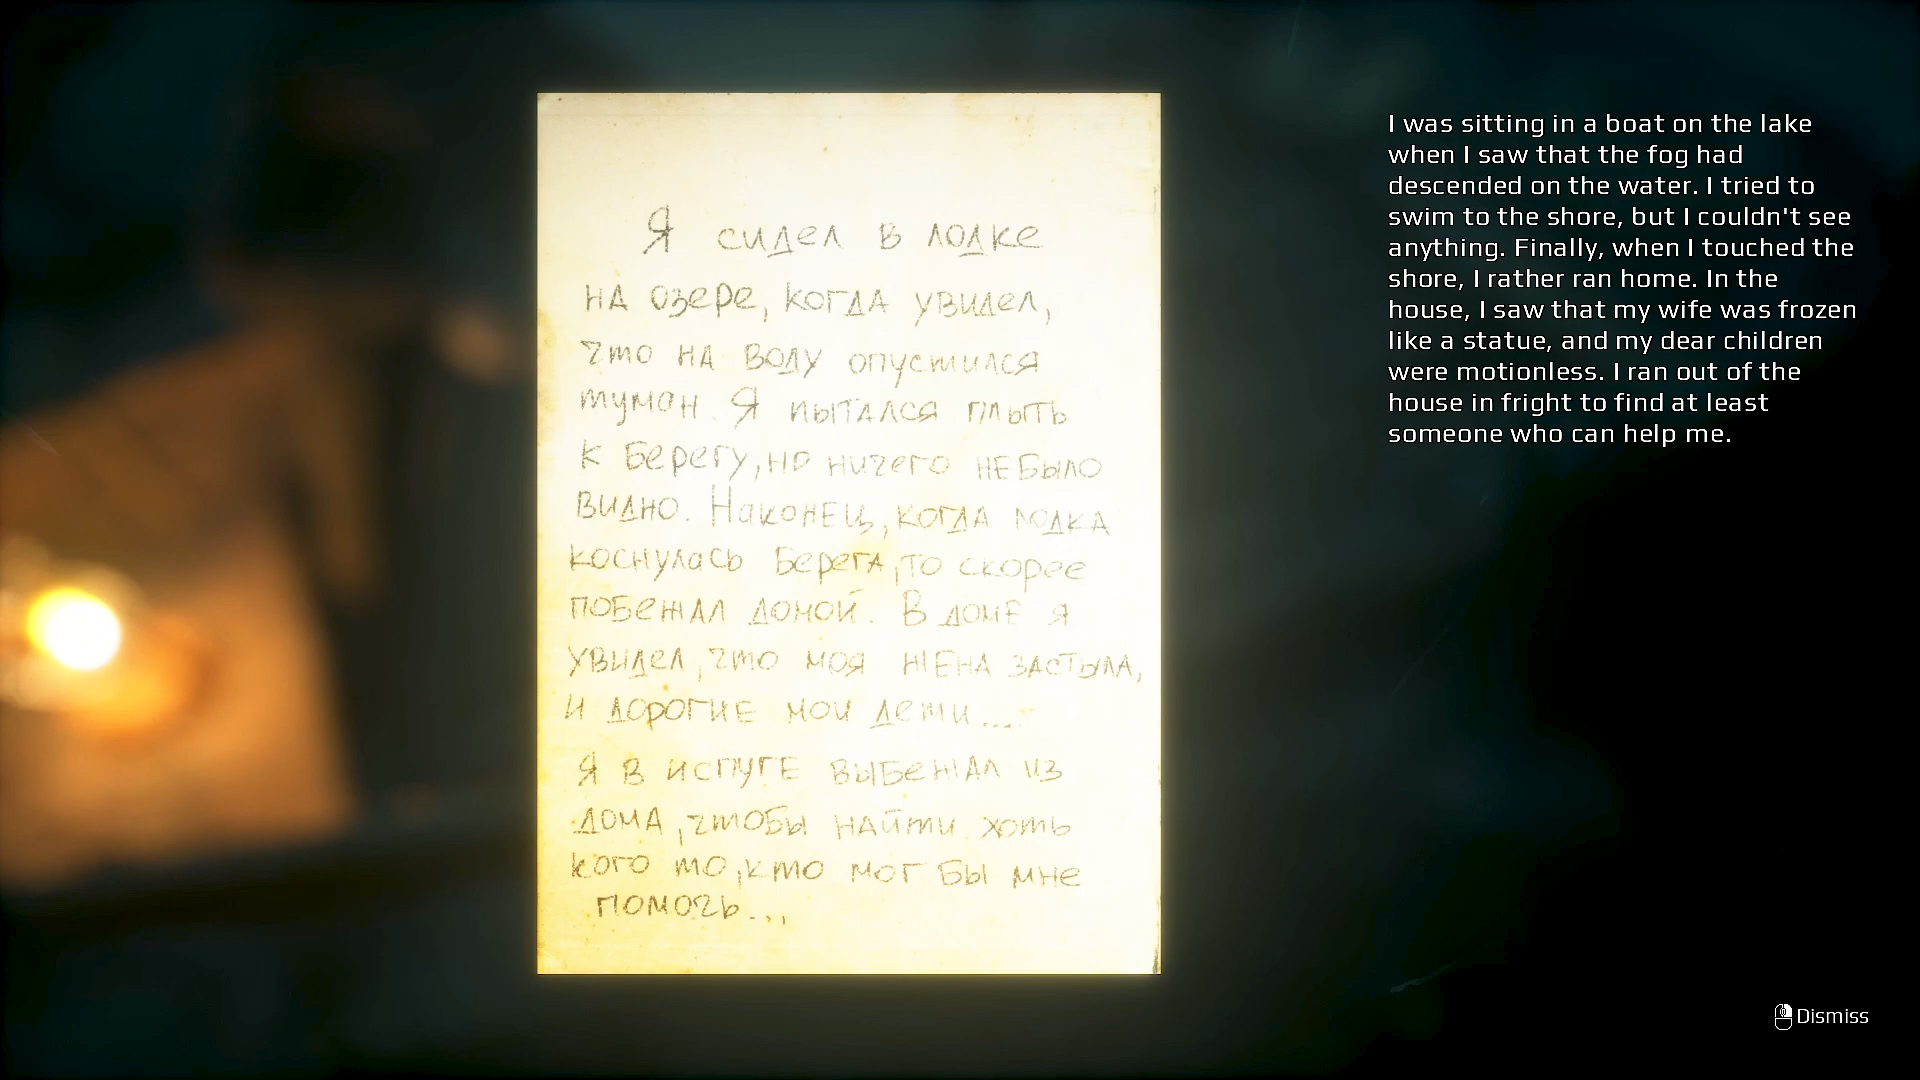 Я сидел в лодке
на озере, когда увидел,
что на воду опустился
туман. Я пытался плыть
к берегу, но ничего не было
видно. Наконец, когда лодка
коснулась берега, то скорее
побежал домой. В доме я
увидел, что моя жена застыла,
и дорогие мои дети...
Я в испуге выбежал из
дома, чтобы найти хоть
кого то, кто мог бы мне
помочь...
I was sitting in a boat on the lake
when I saw that the fog had
descended on the water. I tried to
swim to the shore, but I couldn't see
anything. Finally, when I touched the
shore, I rather ran home. In the
house, I saw that my wife was frozen
like a statue, and my dear children
were motionless. I ran out of the
house in fright to find at least
someone who can help me.
Dismiss